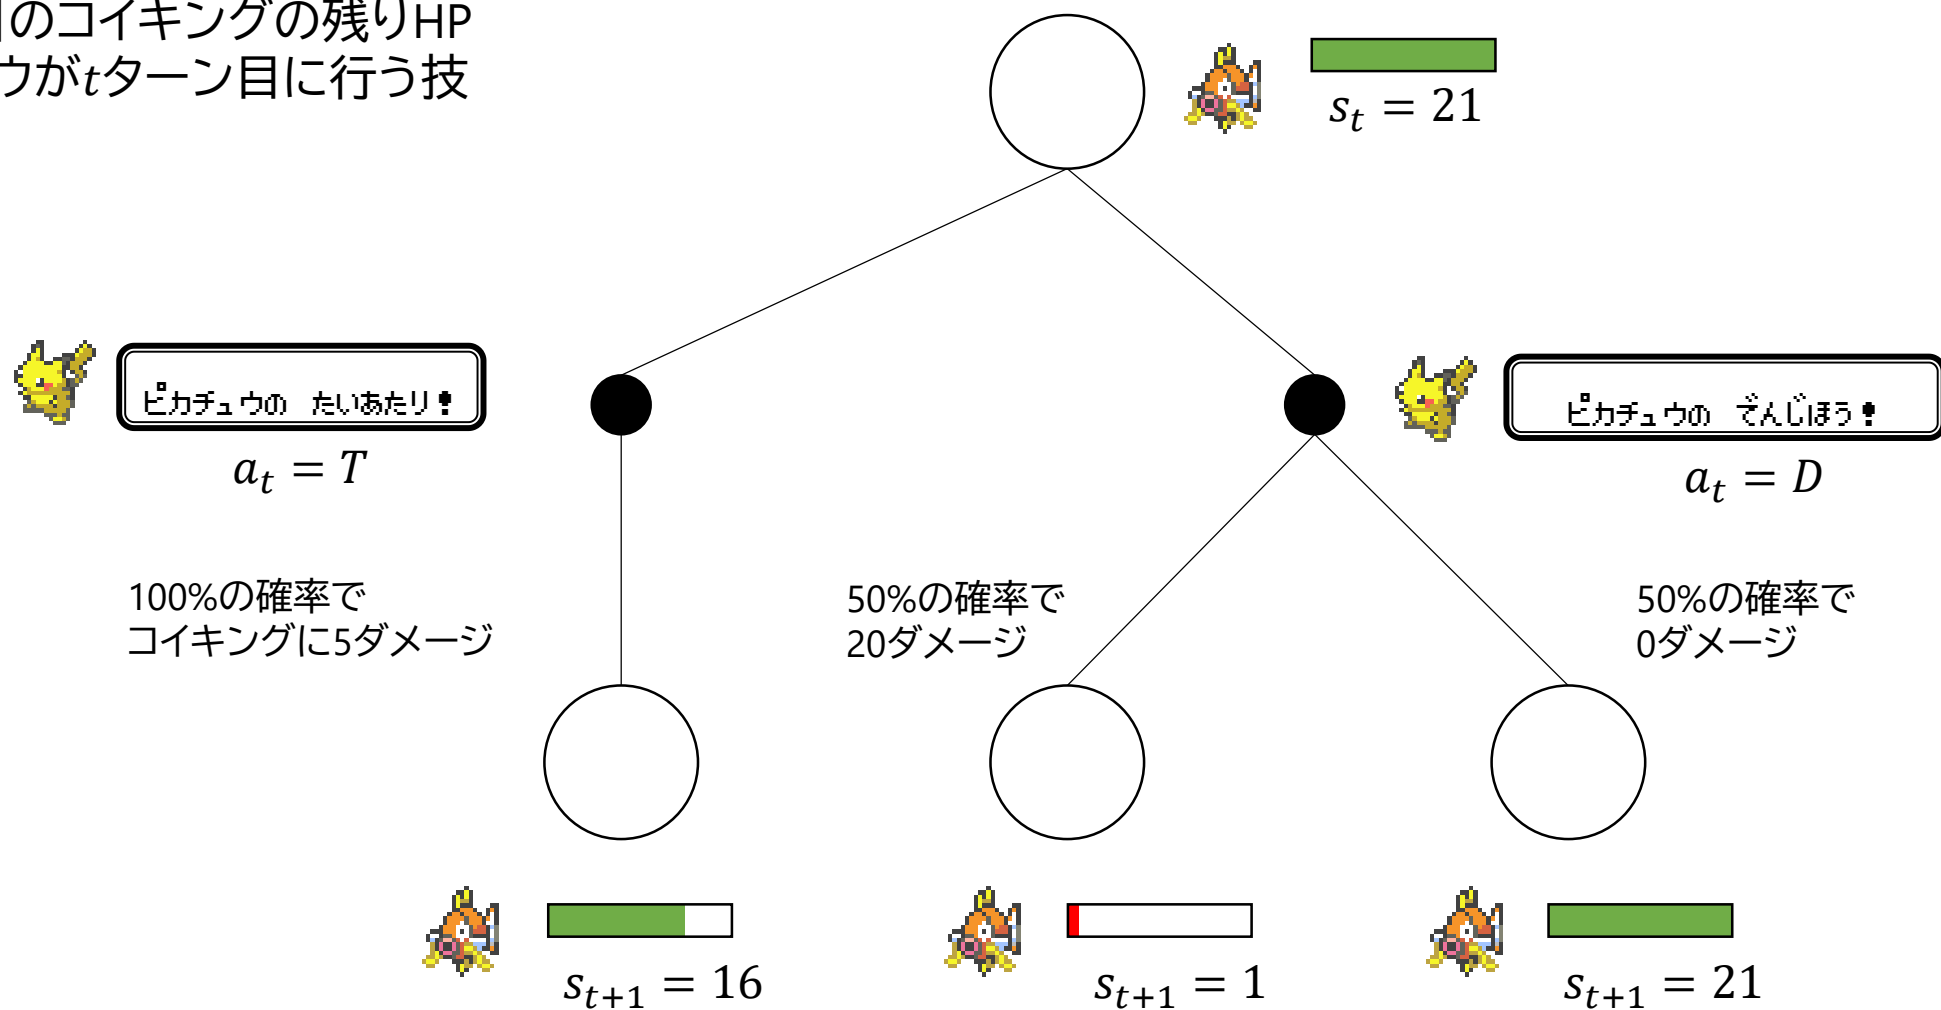 のコイキングの残りHP
ウがtターン目に行う技
s_t = 21
ピカチュウの たいあたり！
a_t = T
ピカチュウの でんじほう！
a_t = D
100%の確率で
コイキングに5ダメージ
50%の確率で
20ダメージ
50%の確率で
0ダメージ
s_{t+1} = 16
s_{t+1} = 1
s_{t+1} = 21